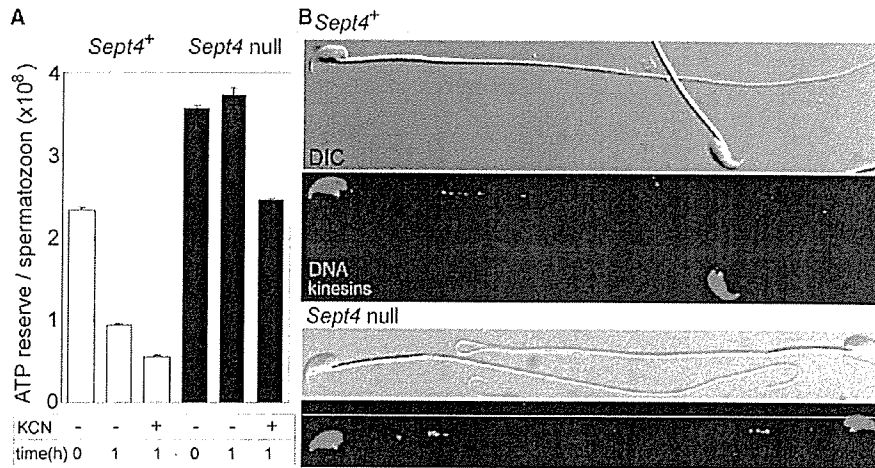 A
Sept4+ Sept4 null
ATP reserve / spermatozoon (x10⁸)
4
3
2
1
0
KCN - - + - - +
time(h) 0 1 1 0 1 1
B
Sept4+
DIC
DNA
kinesins
Sept4 null